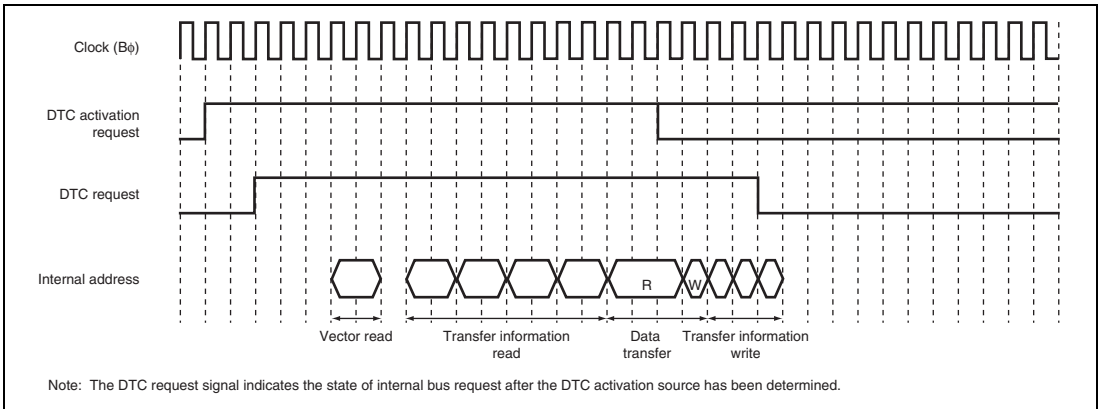 Clock (Bφ)
DTC activation
request
DTC request
Internal address
R
W
Vector read
Transfer information
read
Data
transfer
Transfer information
write
Note: The DTC request signal indicates the state of internal bus request after the DTC activation source has been determined.